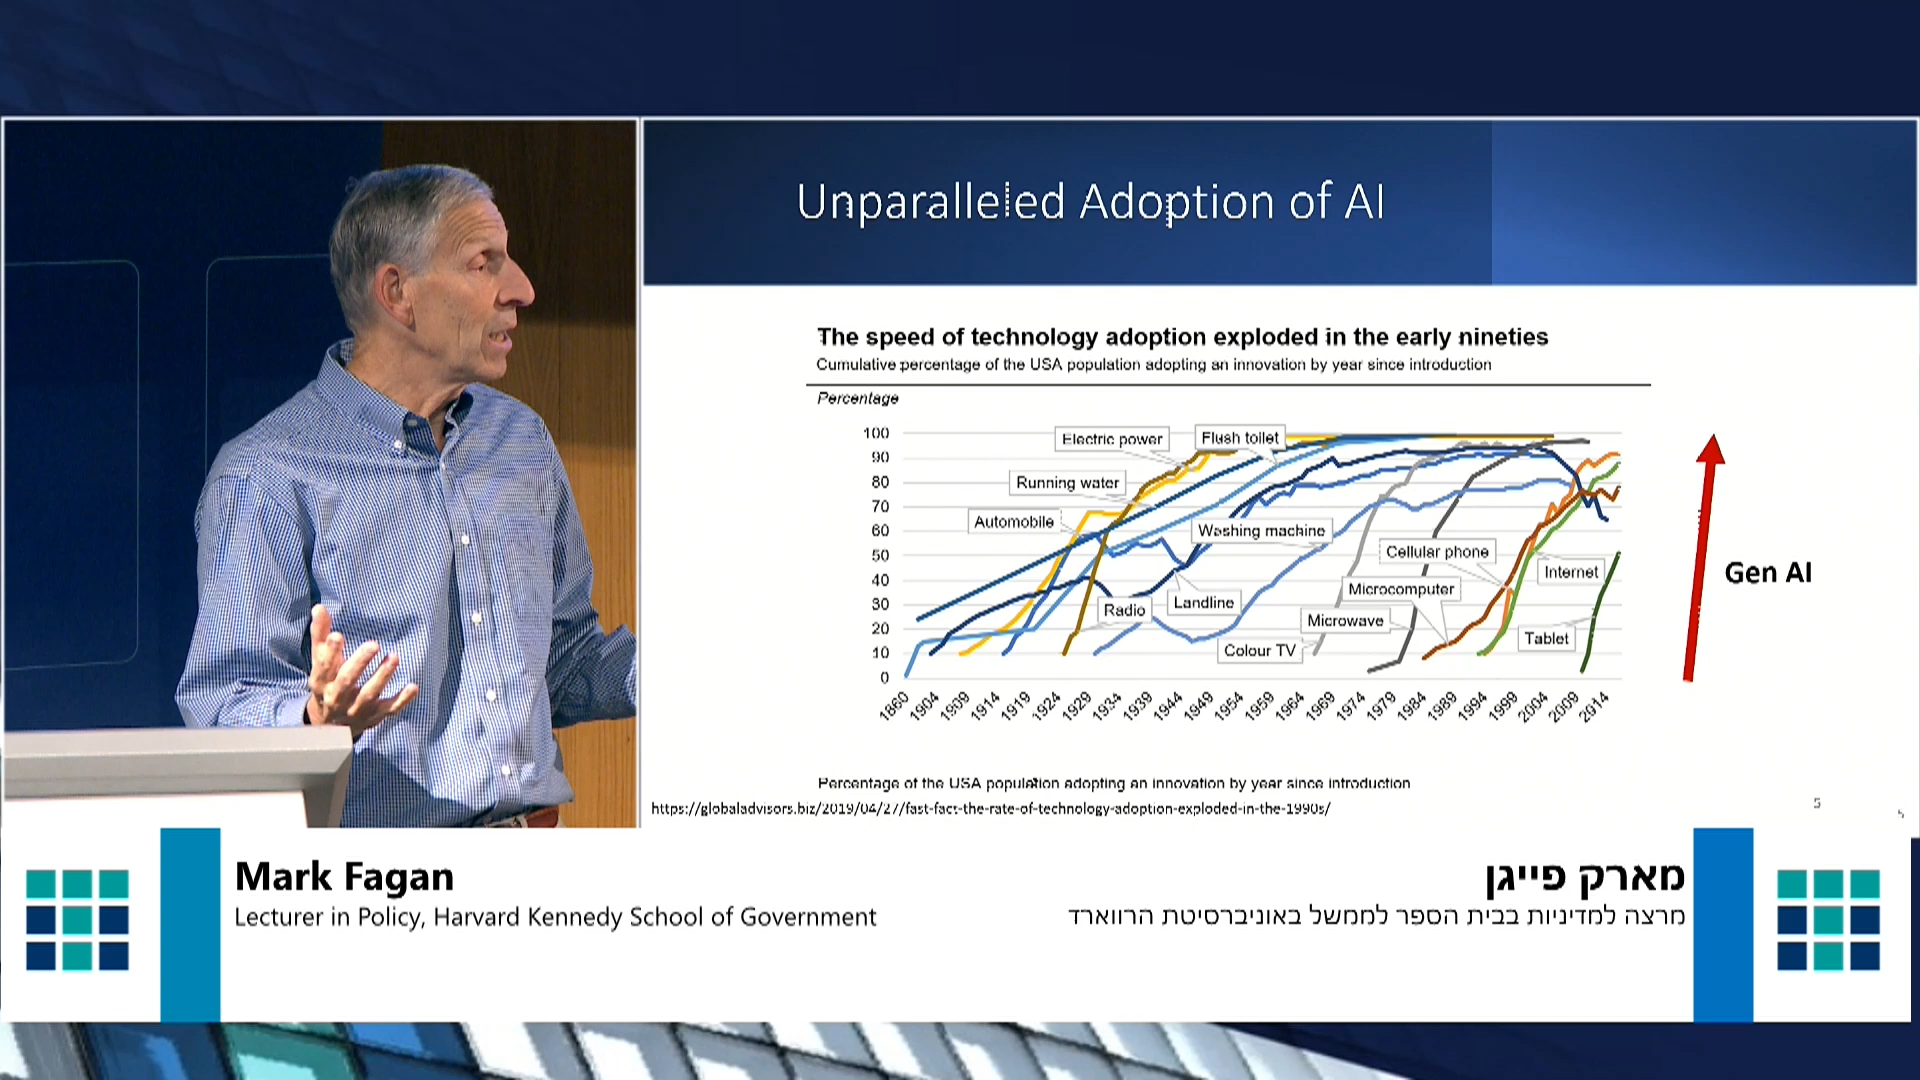 Unparalleled Adoption of AI
The speed of technology adoption exploded in the early nineties
Cumulative percentage of the USA population adopting an innovation by year since introduction
Percentage
100
90
80
70
60
50
40
30
20
10
0
Electric power
Flush toilet
Running water
Automobile
Washing machine
Cellular phone
Internet
Microcomputer
Landline
Radio
Microwave
Tablet
Colour TV
Gen AI
1860 1904 1909 1914 1919 1924 1929 1934 1939 1944 1949 1954 1959 1964 1969 1974 1979 1984 1989 1994 1999 2004 2009 2014
Percentage of the USA population adopting an innovation by year since introduction
https://globaladvisors.biz/2019/04/27/fast-fact-the-rate-of-technology-adoption-exploded-in-the-1990s/
5
5
Mark Fagan
Lecturer in Policy, Harvard Kennedy School of Government
מארק פייגן
מרצה למדיניות בבית הספר לממשל באוניברסיטת הרווארד